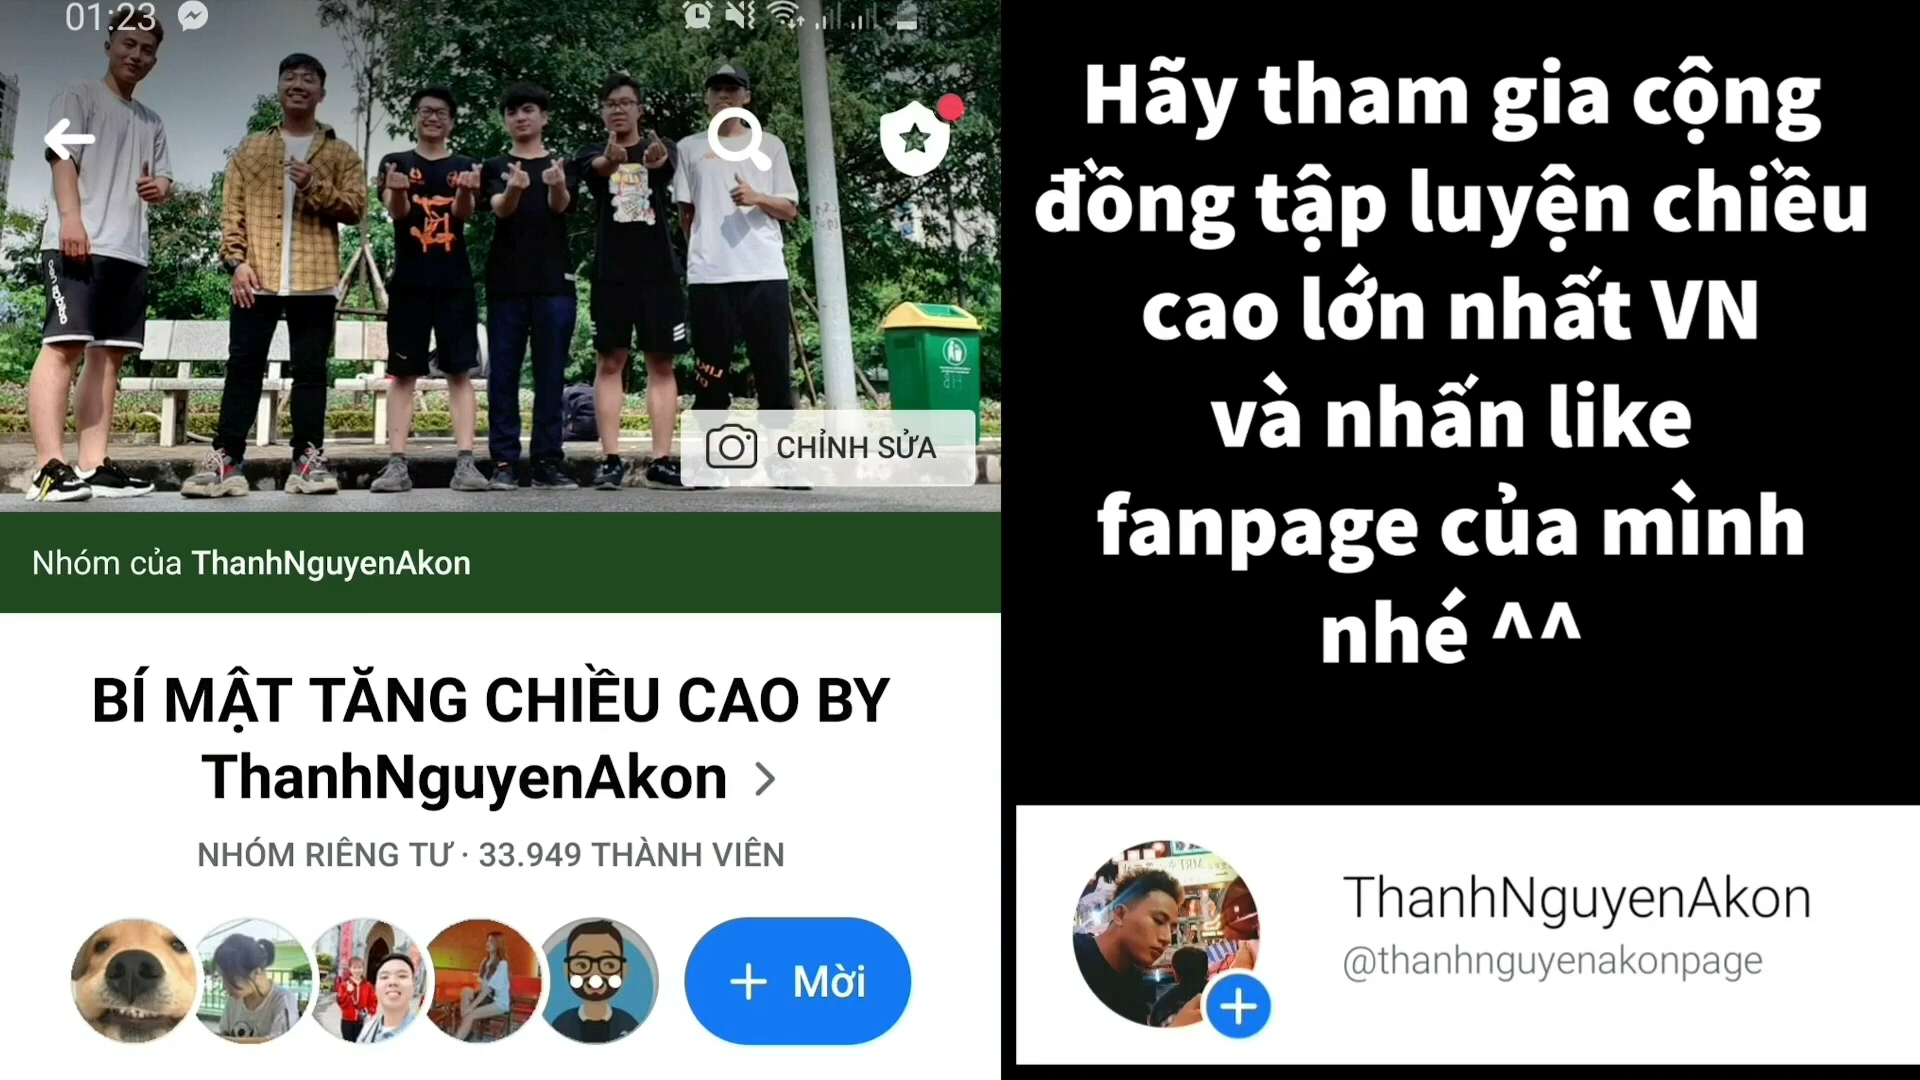 01:23
CHỈNH SỬA
Nhóm của ThanhNguyenAkon
BÍ MẬT TĂNG CHIỀU CAO BY
ThanhNguyenAkon
NHÓM RIÊNG TƯ · 33.949 THÀNH VIÊN
+ Mời
Hãy tham gia cộng
đồng tập luyện chiều
cao lớn nhất VN
và nhấn like
fanpage của mình
nhé ^^
ThanhNguyenAkon
@thanhnguyenakonpage